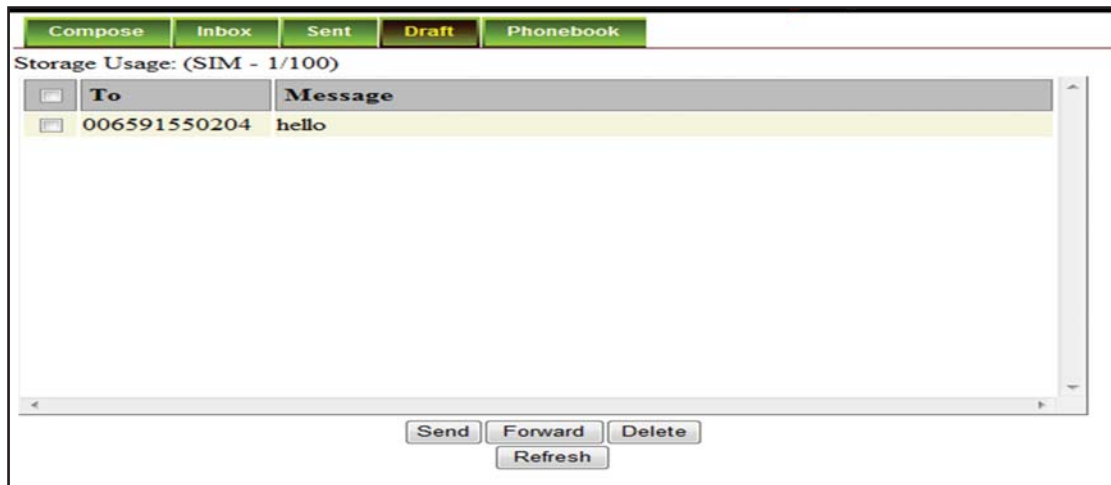 Compose Inbox Sent Draft Phonebook
Storage Usage: (SIM - 1/100)
To Message
006591550204 hello
Send Forward Delete
Refresh